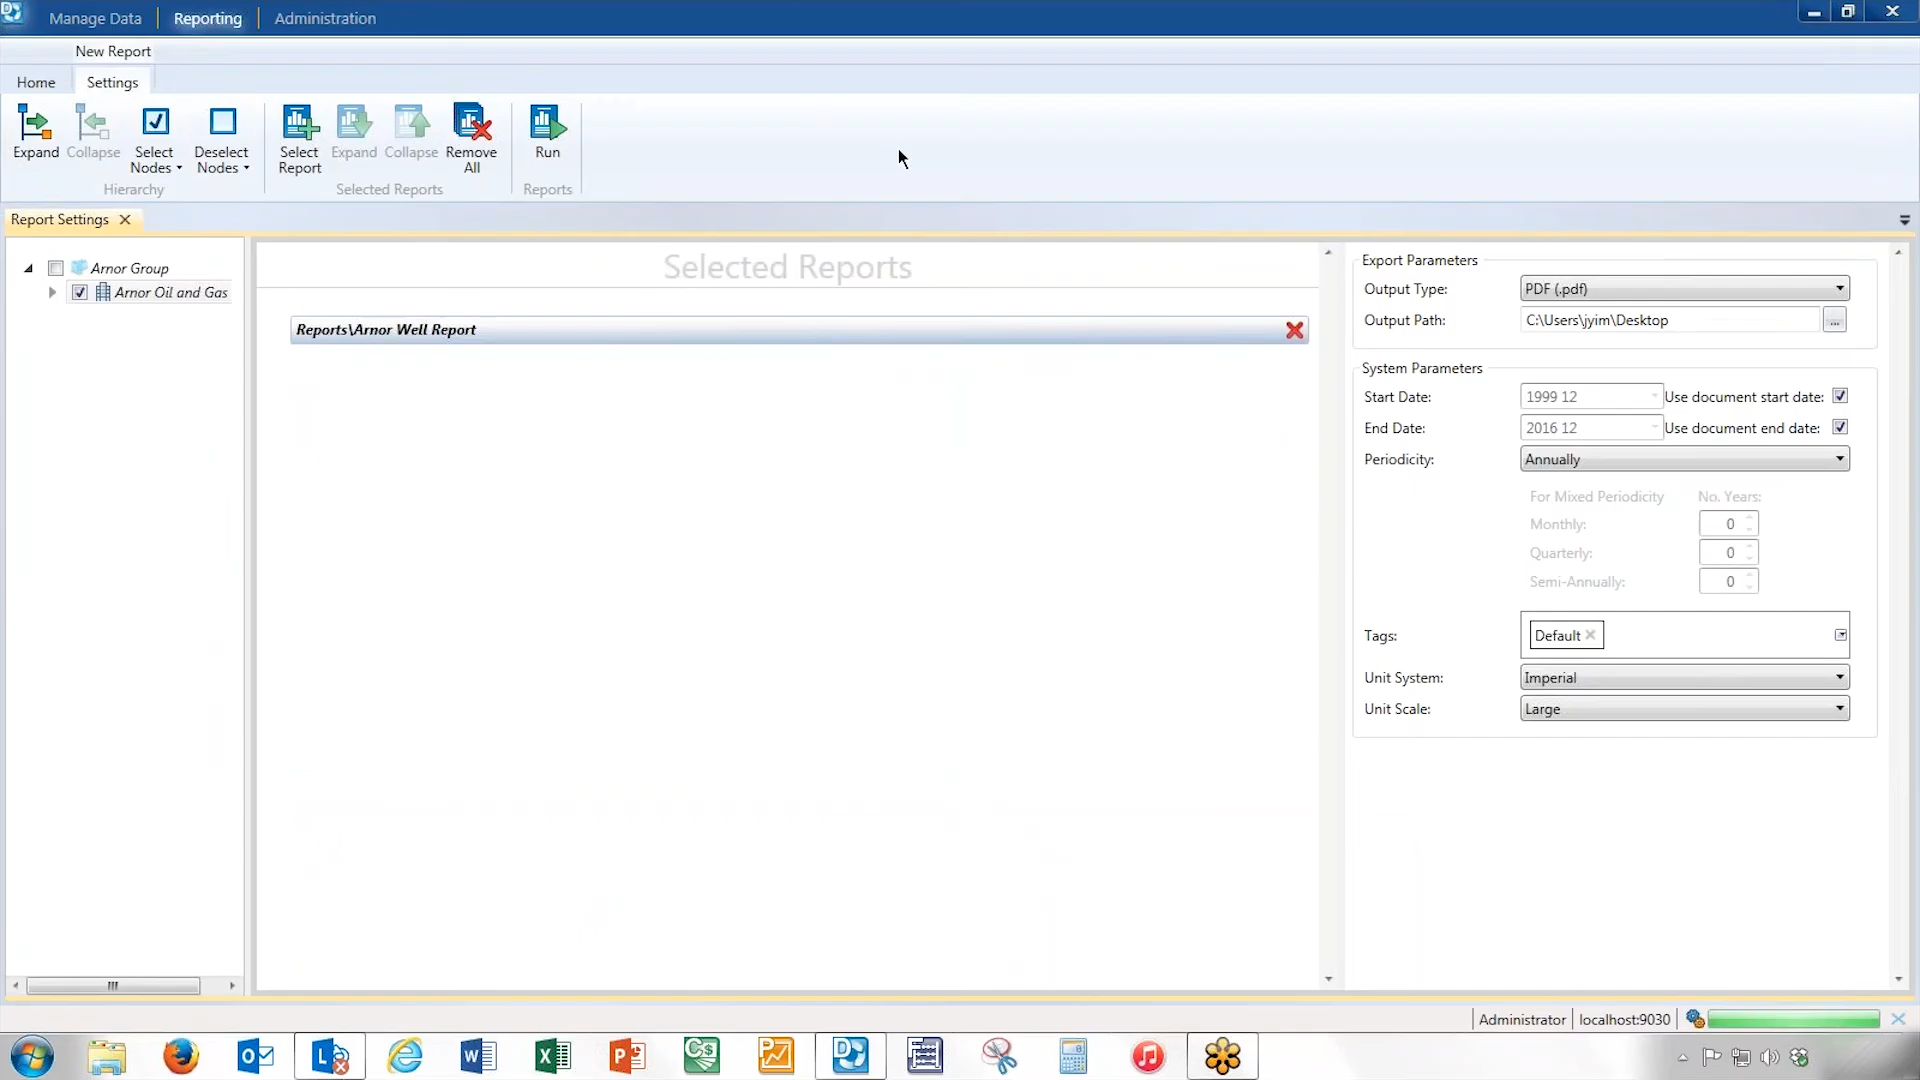 Manage Data Reporting Administration
New Report
Home Settings
Expand Collapse Select Nodes Deselect Nodes
Hierarchy
Select Report Expand Collapse Remove All
Selected Reports
Run
Reports
Report Settings
Arnor Group
Arnor Oil and Gas
Selected Reports
Reports\Arnor Well Report
Export Parameters
Output Type: PDF (.pdf)
Output Path: C:\Users\jyim\Desktop ...
System Parameters
Start Date: 1999 12 Use document start date:
End Date: 2016 12 Use document end date:
Periodicity: Annually
For Mixed Periodicity No. Years:
Monthly: 0
Quarterly: 0
Semi-Annually: 0
Tags: Default
Unit System: Imperial
Unit Scale: Large
Administrator localhost:9030